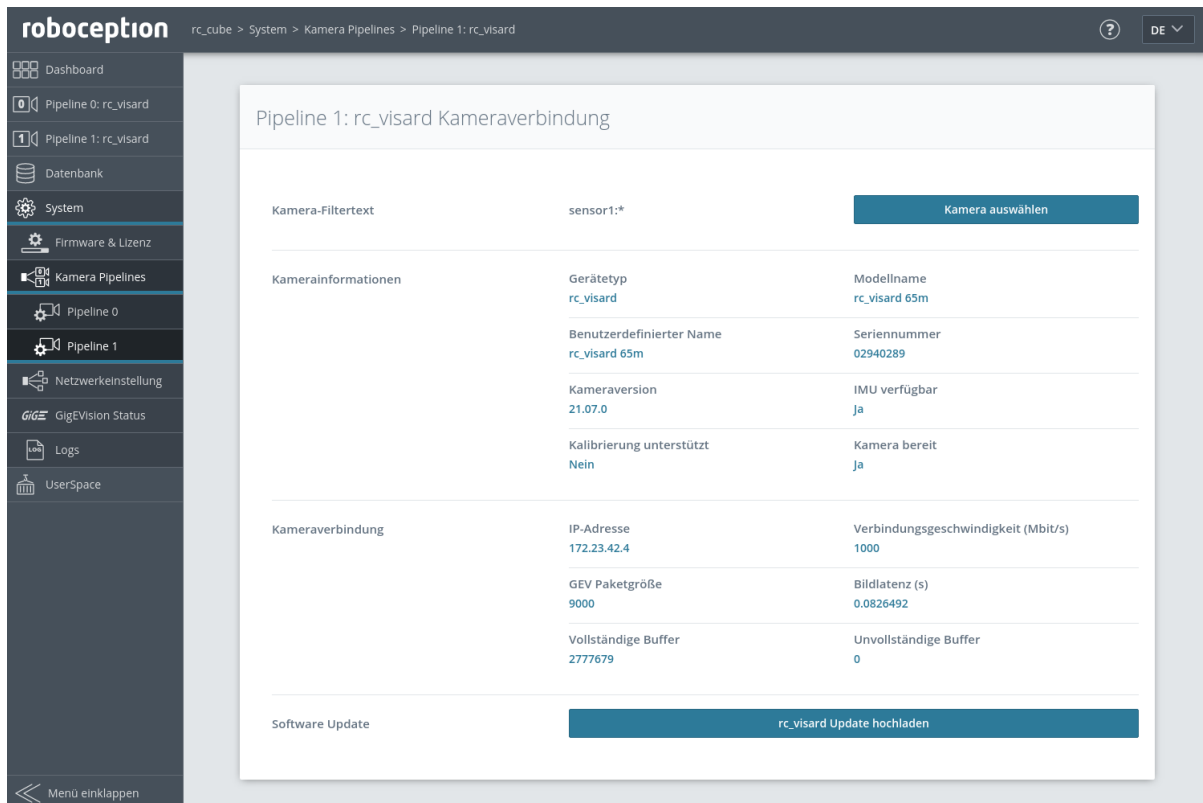 roboception
rc_cube > System > Kamera Pipelines > Pipeline 1: rc_visard
?
DE
Dashboard
0 Pipeline 0: rc_visard
1 Pipeline 1: rc_visard
Datenbank
System
Firmware & Lizenz
0 1 Kamera Pipelines
Pipeline 0
Pipeline 1
Netzwerkeinstellung
GiGE GigEVision Status
LOG Logs
UserSpace
Menü einklappen
Pipeline 1: rc_visard Kameraverbindung
Kamera-Filtertext sensor1:* Kamera auswählen
Kamerainformationen Gerätetyp Modellname
rc_visard rc_visard 65m
Benutzerdefinierter Name Seriennummer
rc_visard 65m 02940289
Kameraversion IMU verfügbar
21.07.0 Ja
Kalibrierung unterstützt Kamera bereit
Nein Ja
Kameraverbindung IP-Adresse Verbindungsgeschwindigkeit (Mbit/s)
172.23.42.4 1000
GEV Paketgröße Bildlatenz (s)
9000 0.0826492
Vollständige Buffer Unvollständige Buffer
2777679 0
Software Update rc_visard Update hochladen